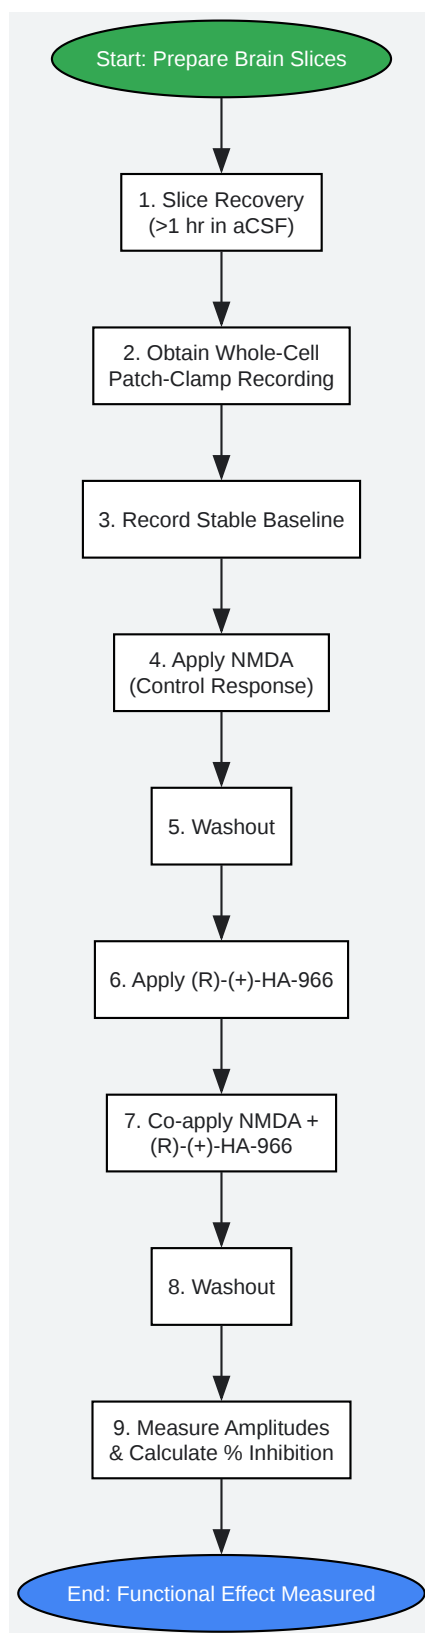 Start: Prepare Brain Slices
1. Slice Recovery
(>1 hr in aCSF)
2. Obtain Whole-Cell
Patch-Clamp Recording
3. Record Stable Baseline
4. Apply NMDA
(Control Response)
5. Washout
6. Apply (R)-(+)-HA-966
7. Co-apply NMDA +
(R)-(+)-HA-966
8. Washout
9. Measure Amplitudes
& Calculate % Inhibition
End: Functional Effect Measured